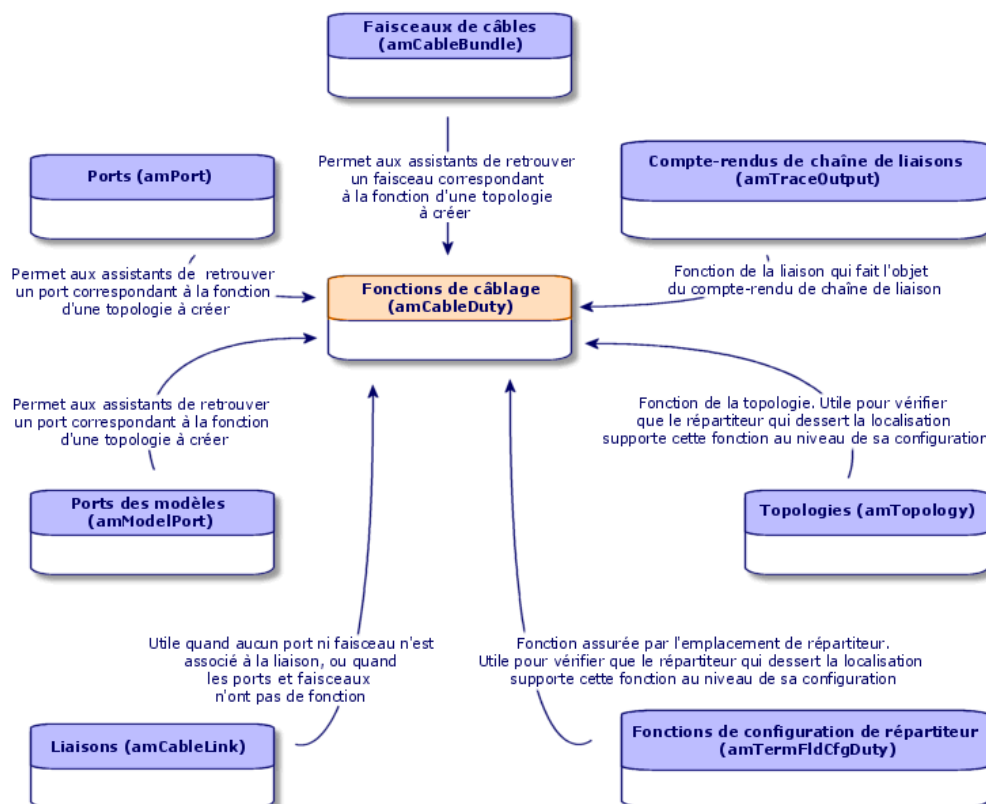 Faisceaux de câbles
(amCableBundle)
Permet aux assistants de retrouver
un faisceau correspondant
à la fonction d'une topologie
à créer
Ports (amPort)
Compte-rendus de chaîne de liaisons
(amTraceOutput)
Permet aux assistants de retrouver
un port correspondant à la fonction
d'une topologie à créer
Fonctions de câblage
(amCableDuty)
Fonction de la liaison qui fait l'objet
du compte-rendu de chaîne de liaison
Permet aux assistants de retrouver
un port correspondant à la fonction
d'une topologie à créer
Fonction de la topologie. Utile pour vérifier
que le répartiteur qui dessert la localisation
supporte cette fonction au niveau de sa configuration
Ports des modèles
(amModelPort)
Topologies (amTopology)
Utile quand aucun port ni faisceau n'est
associé à la liaison, ou quand
les ports et faisceaux
n'ont pas de fonction
Fonction assurée par l'emplacement de répartiteur.
Utile pour vérifier que le répartiteur qui dessert la localisation
supporte cette fonction au niveau de sa configuration
Liaisons (amCableLink)
Fonctions de configuration de répartiteur
(amTermFldCfgDuty)